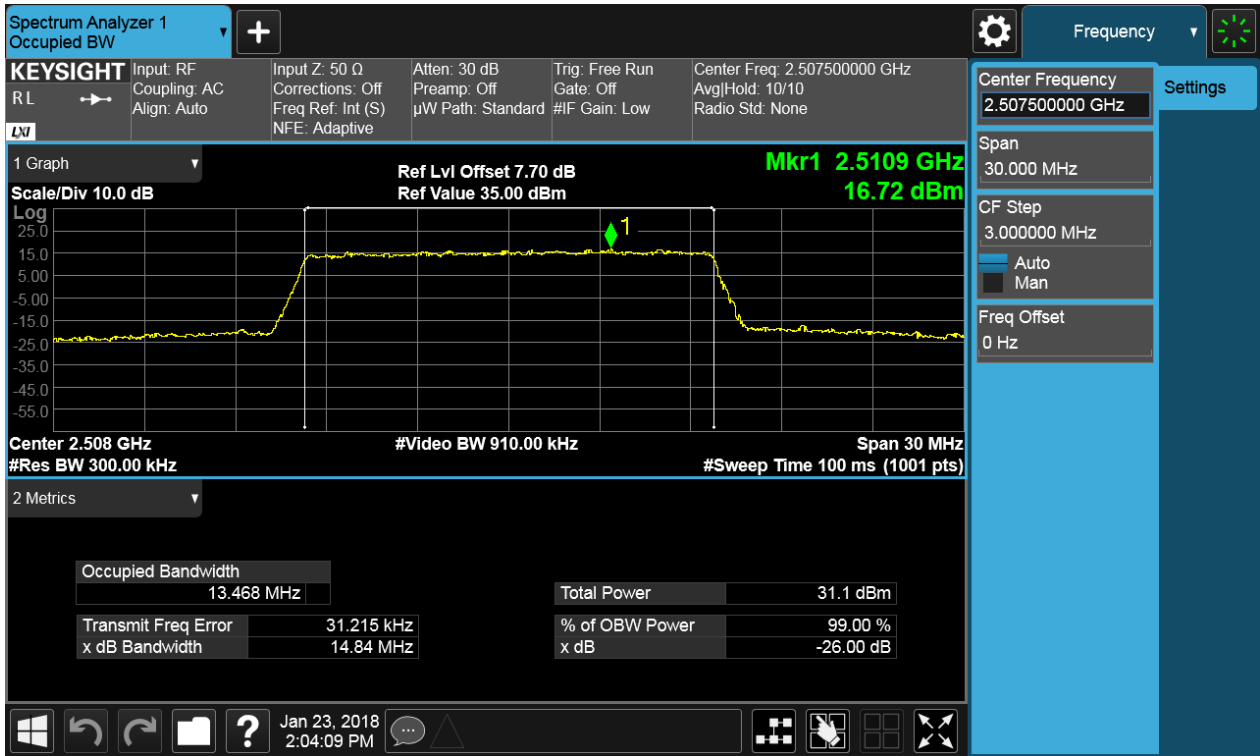 Spectrum Analyzer 1
Occupied BW
+
Frequency
KEYSIGHT
R L
LXI
Input: RF
Coupling: AC
Align: Auto
Input Z: 50 Ω
Corrections: Off
Freq Ref: Int (S)
NFE: Adaptive
Atten: 30 dB
Preamp: Off
µW Path: Standard
Trig: Free Run
Gate: Off
#IF Gain: Low
Center Freq: 2.507500000 GHz
Avg|Hold: 10/10
Radio Std: None
Center Frequency
2.507500000 GHz
Settings
Span
30.000 MHz
CF Step
3.000000 MHz
Auto
Man
Freq Offset
0 Hz
1 Graph
Scale/Div 10.0 dB
Ref Lvl Offset 7.70 dB
Ref Value 35.00 dBm
Mkr1 2.5109 GHz
16.72 dBm
Log
25.0
15.0
5.00
-5.00
-15.0
-25.0
-35.0
-45.0
-55.0
1
Center 2.508 GHz
#Video BW 910.00 kHz
Span 30 MHz
#Res BW 300.00 kHz
#Sweep Time 100 ms (1001 pts)
2 Metrics
Occupied Bandwidth
13.468 MHz
Total Power 31.1 dBm
Transmit Freq Error 31.215 kHz
% of OBW Power 99.00 %
x dB Bandwidth 14.84 MHz
x dB -26.00 dB
?
Jan 23, 2018
2:04:09 PM